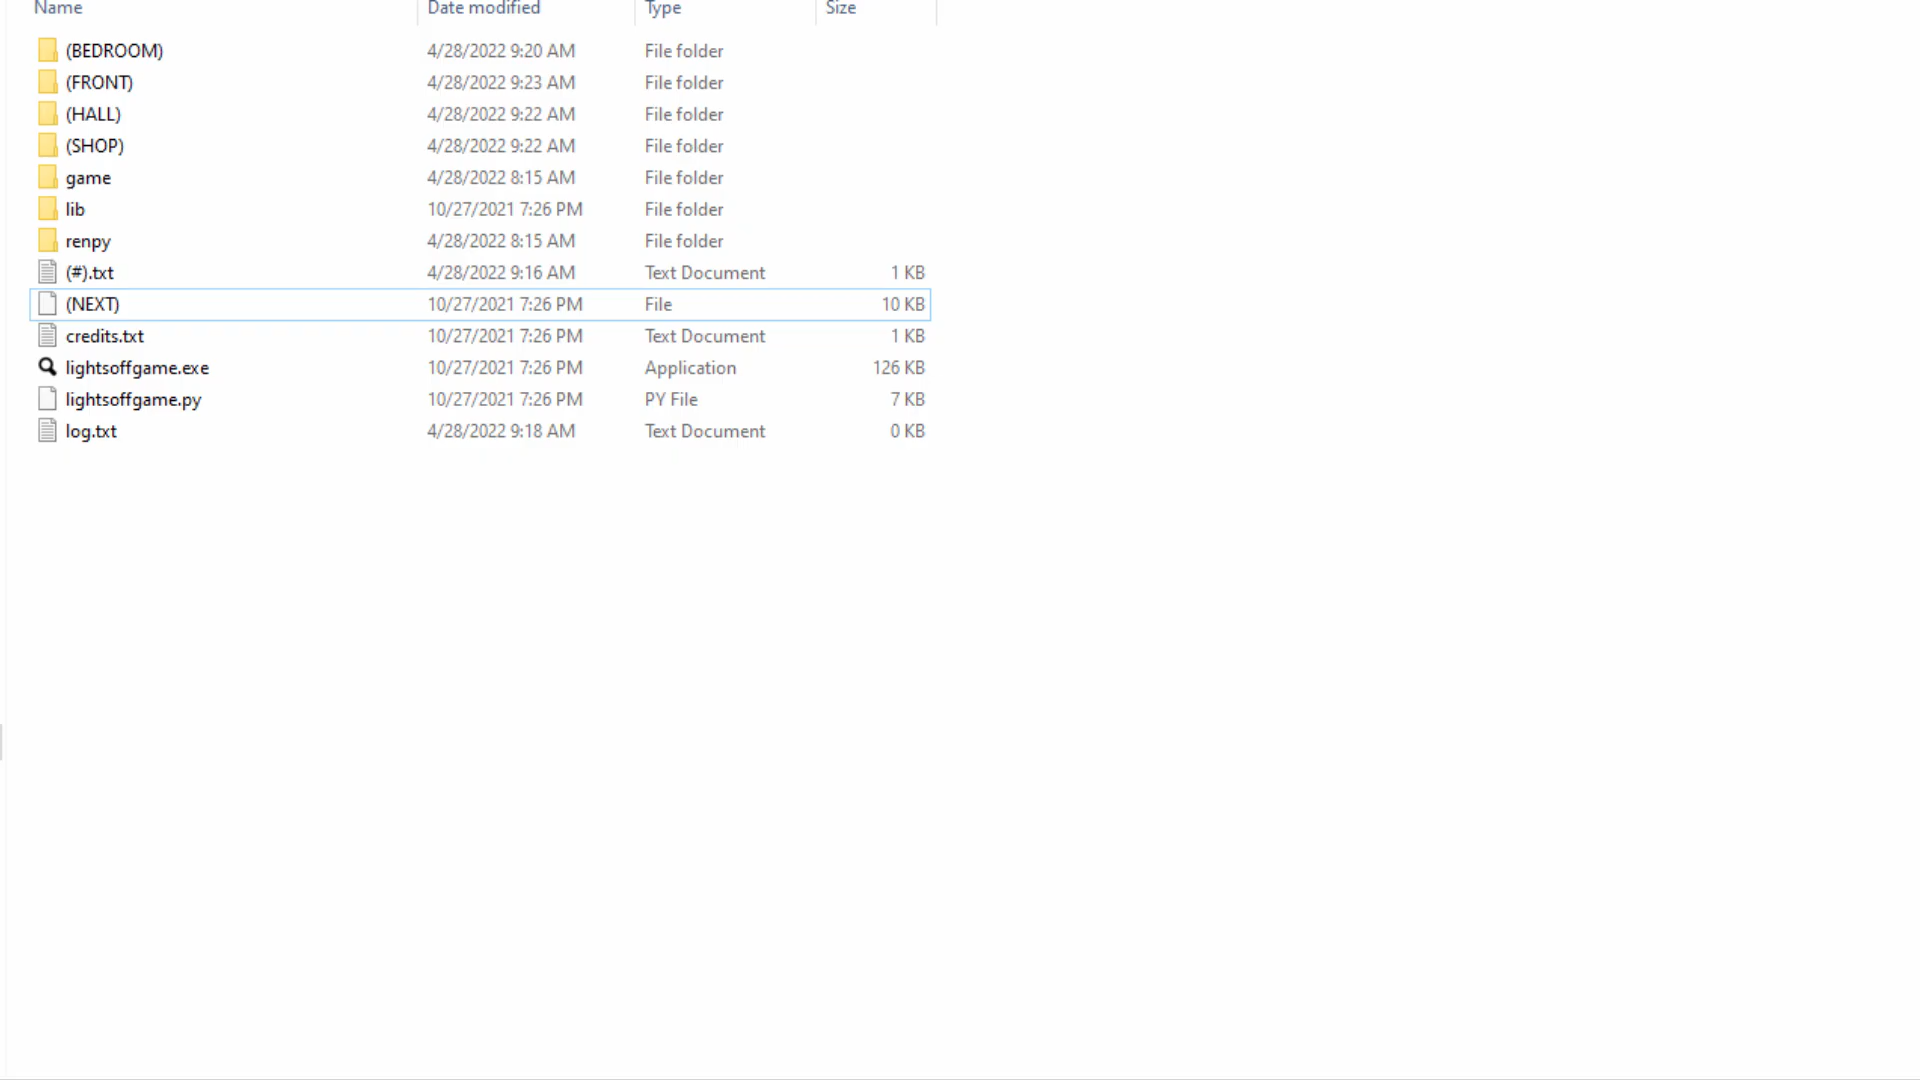 Name Date modified Type Size
(BEDROOM) 4/28/2022 9:20 AM File folder
(FRONT) 4/28/2022 9:23 AM File folder
(HALL) 4/28/2022 9:22 AM File folder
(SHOP) 4/28/2022 9:22 AM File folder
game 4/28/2022 8:15 AM File folder
lib 10/27/2021 7:26 PM File folder
renpy 4/28/2022 8:15 AM File folder
(#).txt 4/28/2022 9:16 AM Text Document 1 KB
(NEXT) 10/27/2021 7:26 PM File 10 KB
credits.txt 10/27/2021 7:26 PM Text Document 1 KB
lightsoffgame.exe 10/27/2021 7:26 PM Application 126 KB
lightsoffgame.py 10/27/2021 7:26 PM PY File 7 KB
log.txt 4/28/2022 9:18 AM Text Document 0 KB